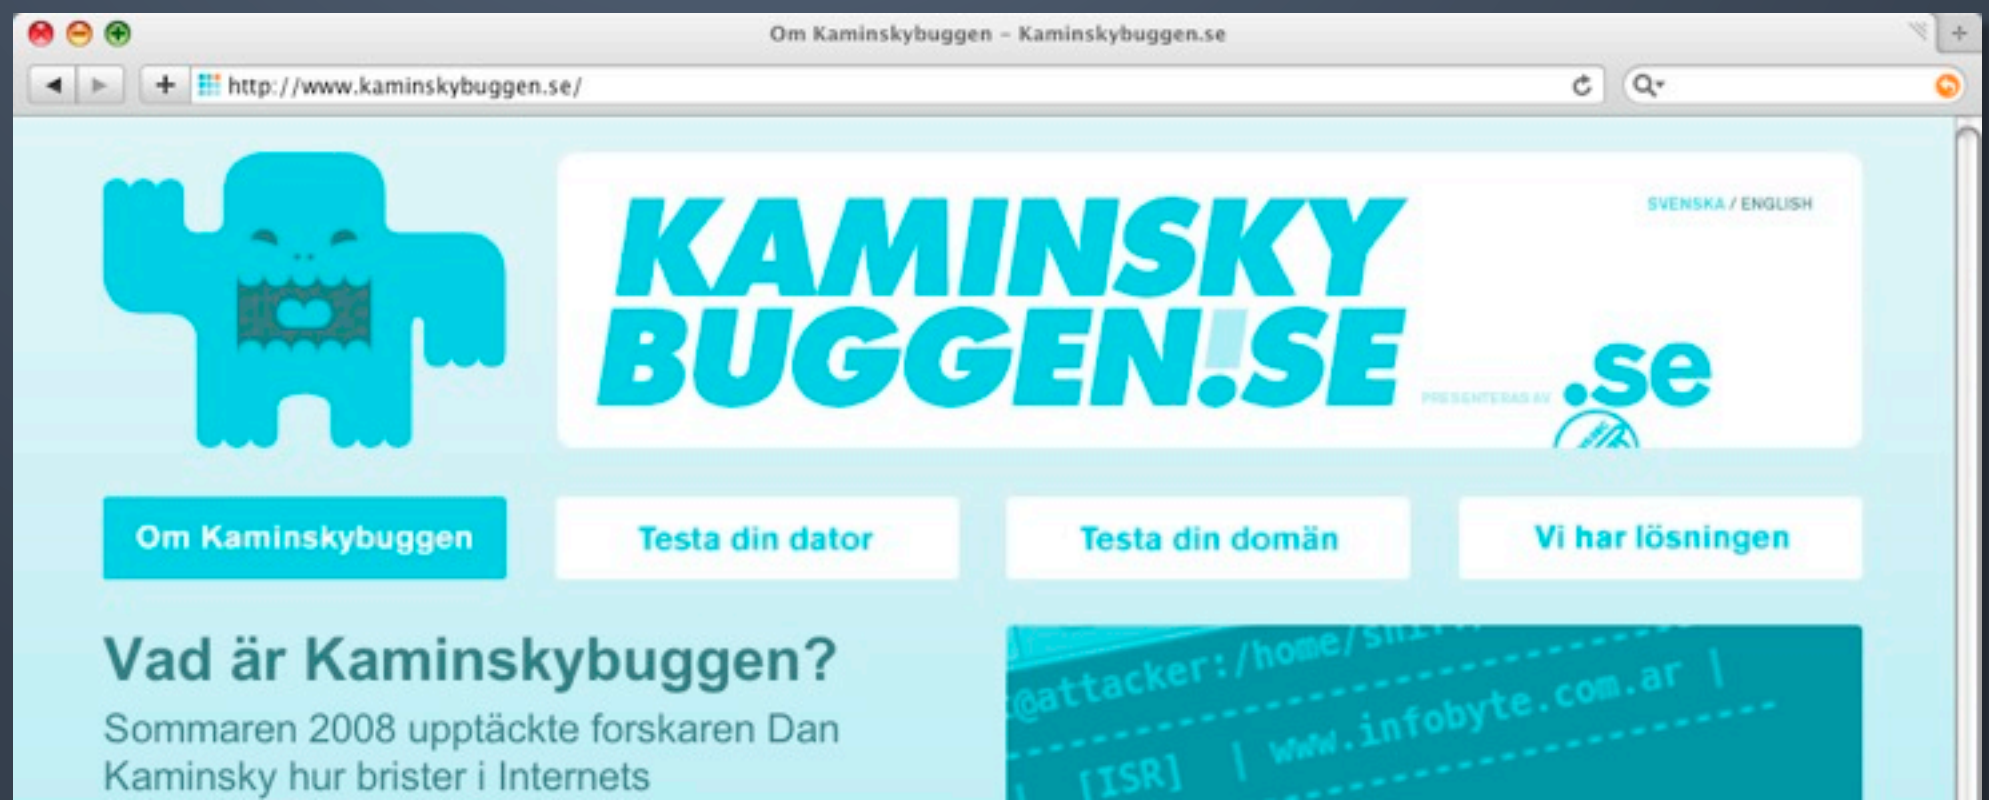 Om Kaminskybuggen – Kaminskybuggen.se
http://www.kaminskybuggen.se/
SVENSKA / ENGLISH
KAMINSKY
BUGGEN.SE
PRESENTERAS AV .se
Om Kaminskybuggen
Testa din dator
Testa din domän
Vi har lösningen
Vad är Kaminskybuggen?
Sommaren 2008 upptäckte forskaren Dan
Kaminsky hur brister i Internets
@attacker:/home/
| www.infobyte.com.ar |
[ISR]